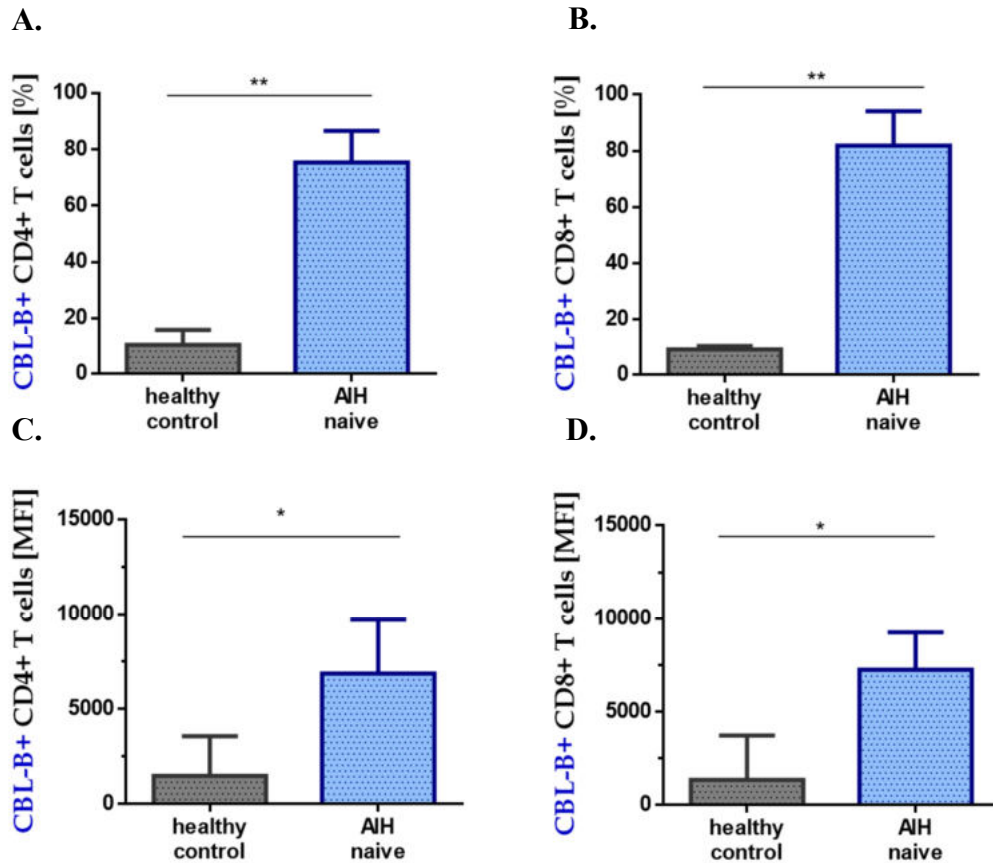 A.
CBL-B+ CD4+ T cells [%]
**
100
80
60
40
20
0
healthy
control
AIH
naive
B.
CBL-B+ CD8+ T cells [%]
**
100
80
60
40
20
0
healthy
control
AIH
naive
C.
CBL-B+ CD4+ T cells [MFI]
*
15000
10000
5000
0
healthy
control
AIH
naive
D.
CBL-B+ CD8+ T cells [MFI]
*
15000
10000
5000
0
healthy
control
AIH
naive